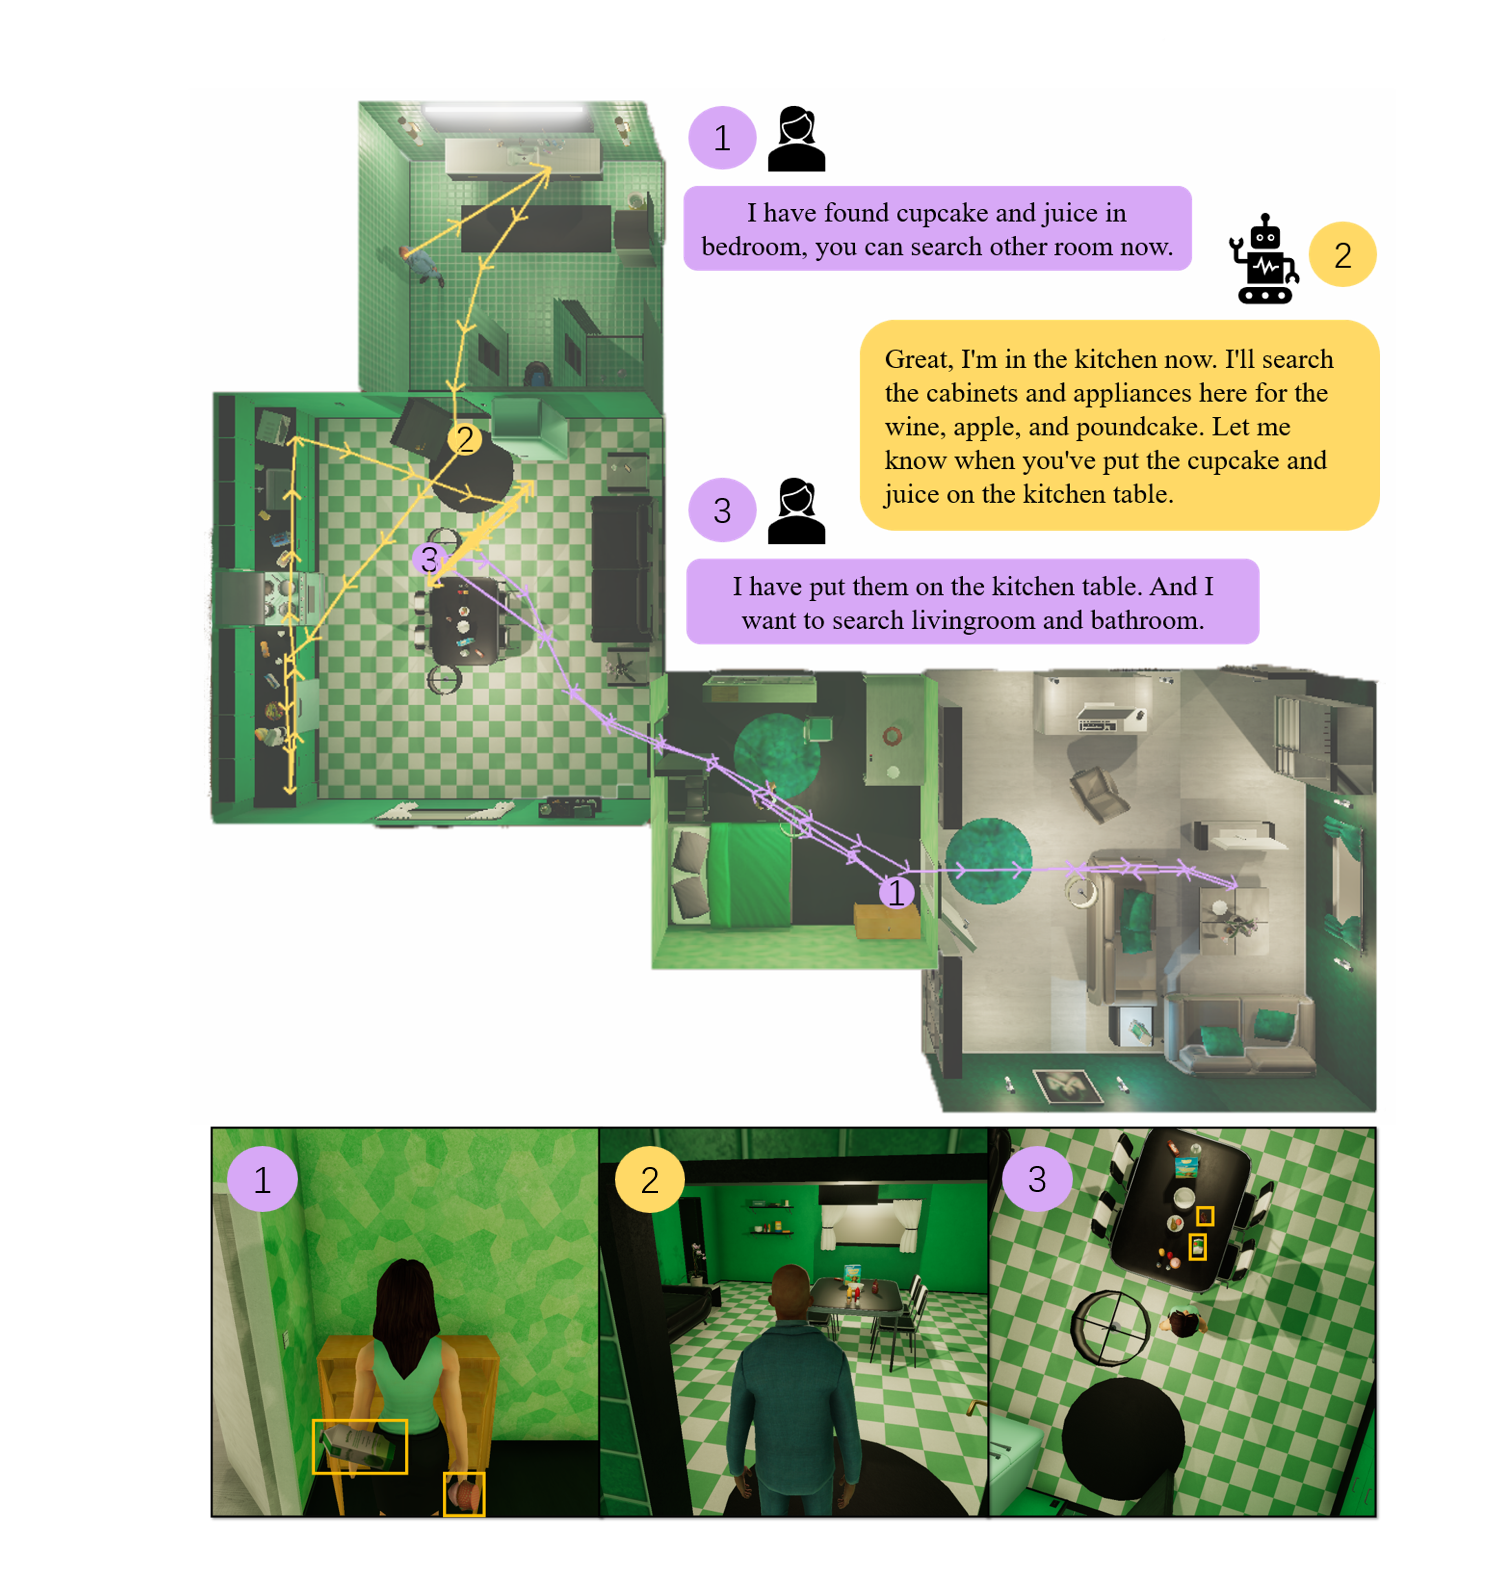 1
I have found cupcake and juice in
bedroom, you can search other room now.
2
Great, I'm in the kitchen now. I'll search
the cabinets and appliances here for the
wine, apple, and poundcake. Let me
know when you've put the cupcake and
juice on the kitchen table.
3
I have put them on the kitchen table. And I
want to search livingroom and bathroom.
2
3
1
1
2
3